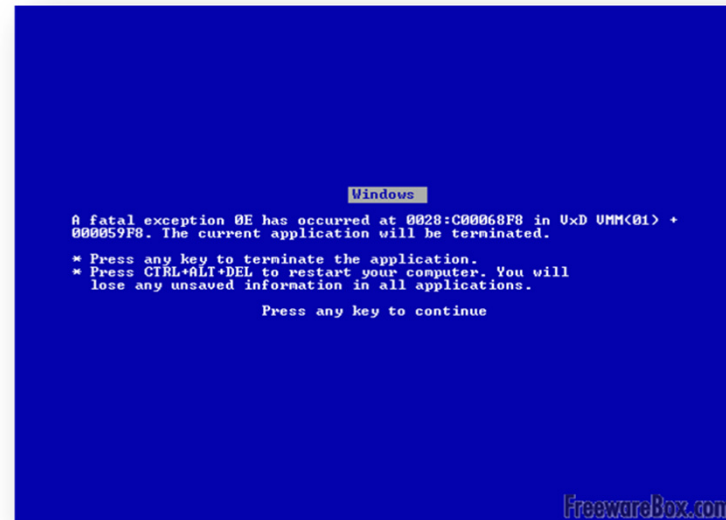 Windows
A fatal exception 0E has occurred at 0028:C00068F8 in VxD VMM(01) +
000059F8. The current application will be terminated.
* Press any key to terminate the application.
* Press CTRL+ALT+DEL to restart your computer. You will
lose any unsaved information in all applications.
Press any key to continue
FreewareBox.com